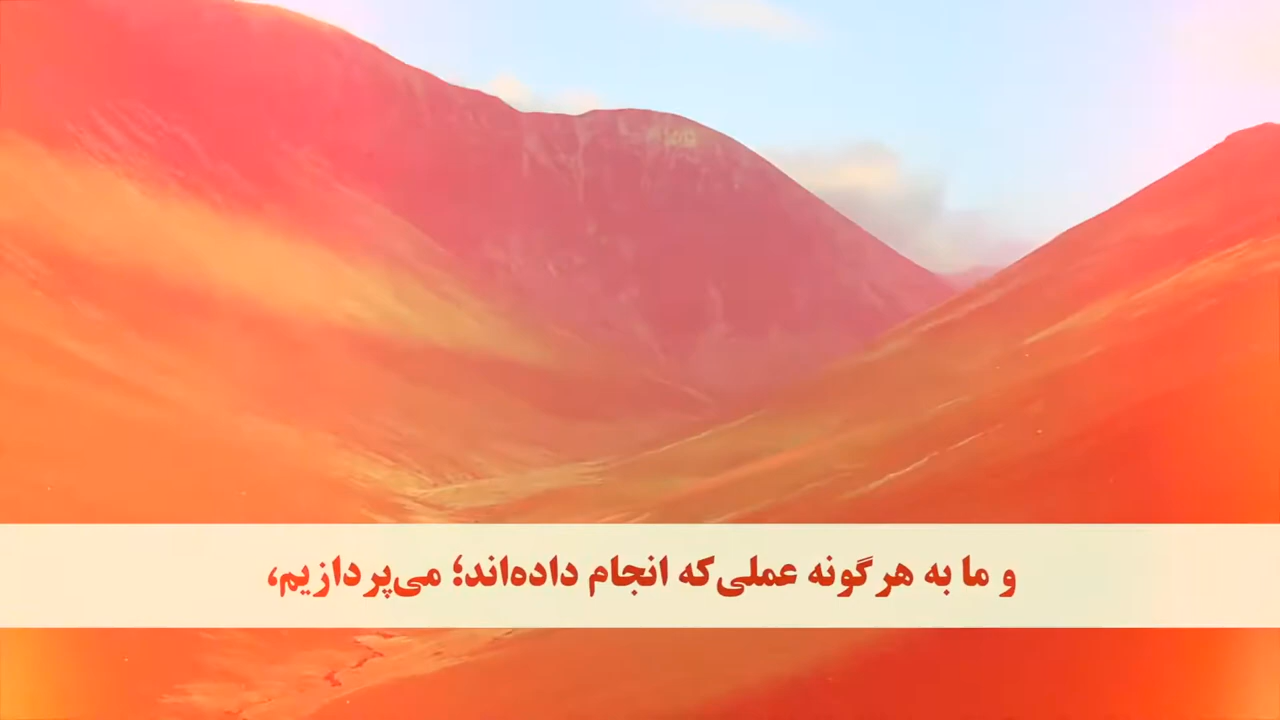 و ما به هرگونه عملی‌که انجام داده‌اند؛ می‌پردازیم،